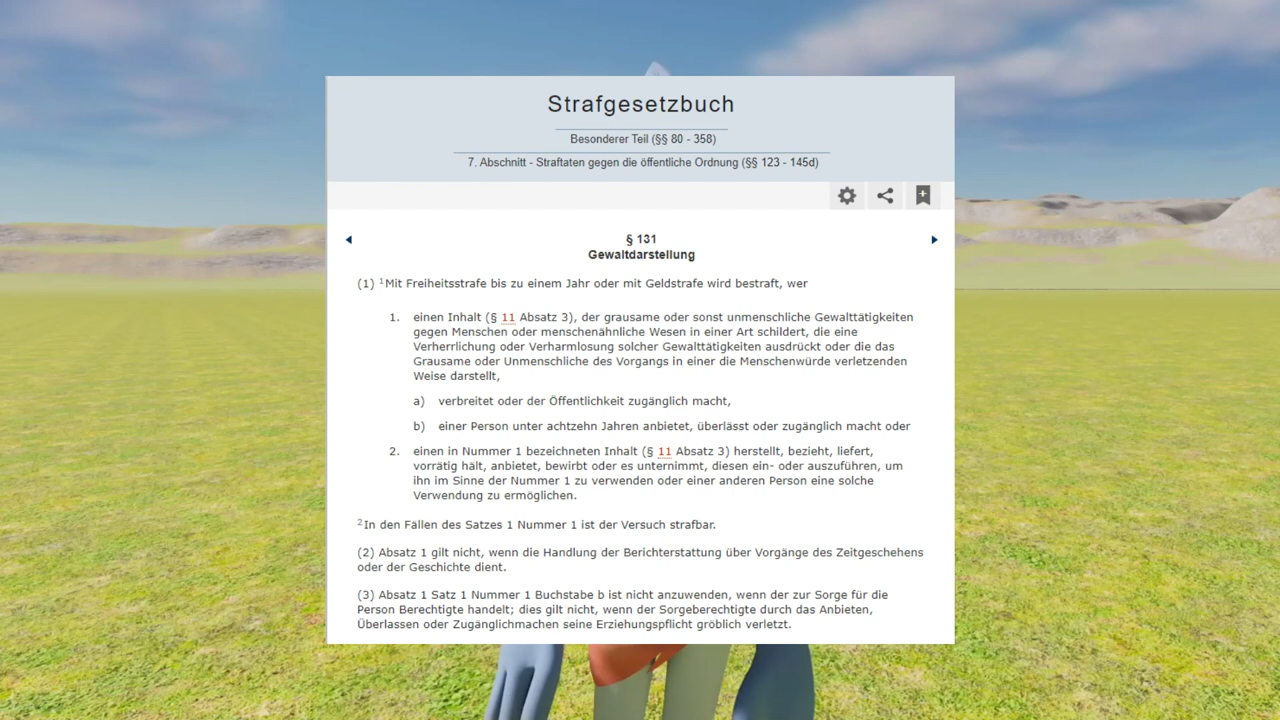 Strafgesetzbuch
Besonderer Teil (§§ 80 - 358)
7. Abschnitt - Straftaten gegen die öffentliche Ordnung (§§ 123 - 145d)
§ 131
Gewaltdarstellung
(1) ¹Mit Freiheitsstrafe bis zu einem Jahr oder mit Geldstrafe wird bestraft, wer
1. einen Inhalt (§ 11 Absatz 3), der grausame oder sonst unmenschliche Gewalttätigkeiten
gegen Menschen oder menschenähnliche Wesen in einer Art schildert, die eine
Verherrlichung oder Verharmlosung solcher Gewalttätigkeiten ausdrückt oder die das
Grausame oder Unmenschliche des Vorgangs in einer die Menschenwürde verletzenden
Weise darstellt,
a) verbreitet oder der Öffentlichkeit zugänglich macht,
b) einer Person unter achtzehn Jahren anbietet, überlässt oder zugänglich macht oder
2. einen in Nummer 1 bezeichneten Inhalt (§ 11 Absatz 3) herstellt, bezieht, liefert,
vorrätig hält, anbietet, bewirbt oder es unternimmt, diesen ein- oder auszuführen, um
ihn im Sinne der Nummer 1 zu verwenden oder einer anderen Person eine solche
Verwendung zu ermöglichen.
²In den Fällen des Satzes 1 Nummer 1 ist der Versuch strafbar.
(2) Absatz 1 gilt nicht, wenn die Handlung der Berichterstattung über Vorgänge des Zeitgeschehens
oder der Geschichte dient.
(3) Absatz 1 Satz 1 Nummer 1 Buchstabe b ist nicht anzuwenden, wenn der zur Sorge für die
Person Berechtigte handelt; dies gilt nicht, wenn der Sorgeberechtigte durch das Anbieten,
Überlassen oder Zugänglichmachen seine Erziehungspflicht gröblich verletzt.